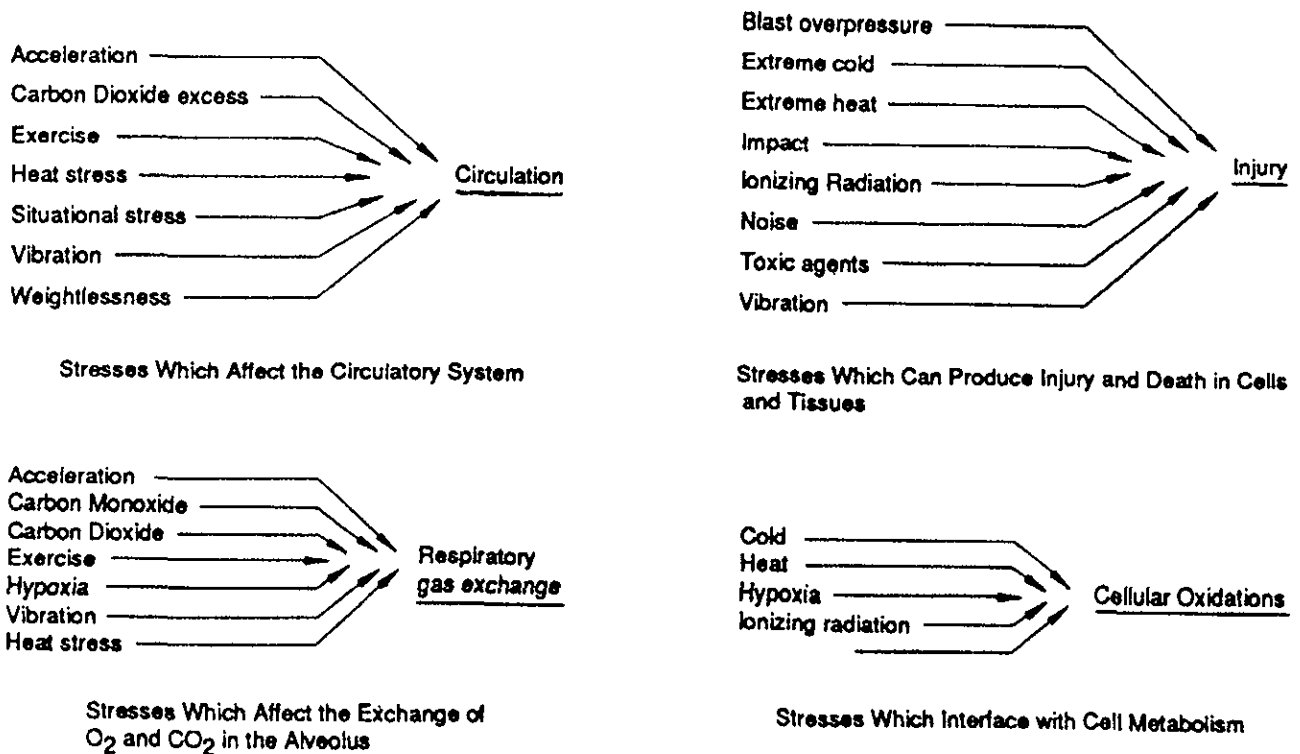 Acceleration
Carbon Dioxide excess
Exercise
Heat stress
Situational stress
Vibration
Weightlessness
Circulation
Stresses Which Affect the Circulatory System
Blast overpressure
Extreme cold
Extreme heat
Impact
Ionizing Radiation
Noise
Toxic agents
Vibration
Injury
Stresses Which Can Produce Injury and Death in Cells
and Tissues
Acceleration
Carbon Monoxide
Carbon Dioxide
Exercise
Hypoxia
Vibration
Heat stress
Respiratory
gas exchange
Stresses Which Affect the Exchange of
O2 and CO2 in the Alveolus
Cold
Heat
Hypoxia
Ionizing radiation
Cellular Oxidations
Stresses Which Interface with Cell Metabolism